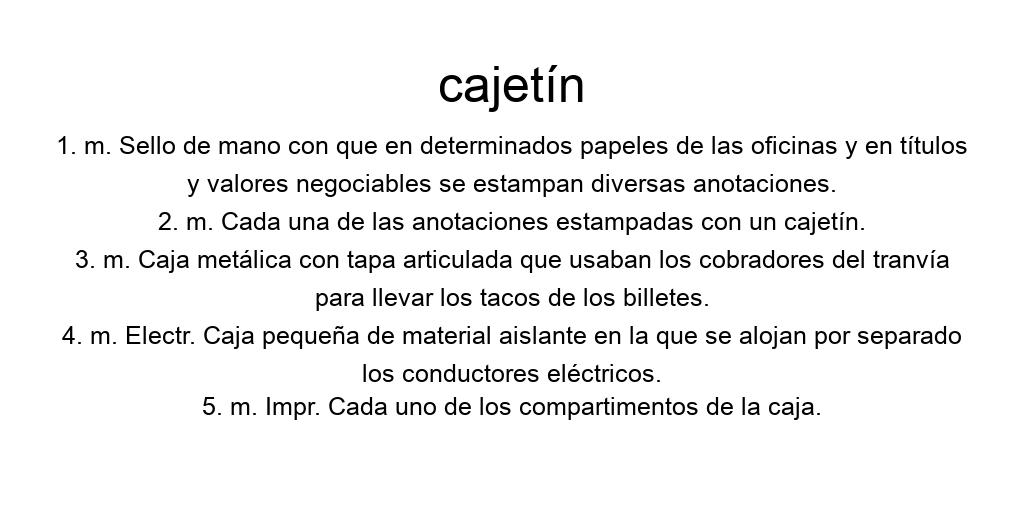 cajetín
1. m. Sello de mano con que en determinados papeles de las oficinas y en títulos
y valores negociables se estampan diversas anotaciones.
2. m. Cada una de las anotaciones estampadas con un cajetín.
3. m. Caja metálica con tapa articulada que usaban los cobradores del tranvía
para llevar los tacos de los billetes.
4. m. Electr. Caja pequeña de material aislante en la que se alojan por separado
los conductores eléctricos.
5. m. Impr. Cada uno de los compartimentos de la caja.